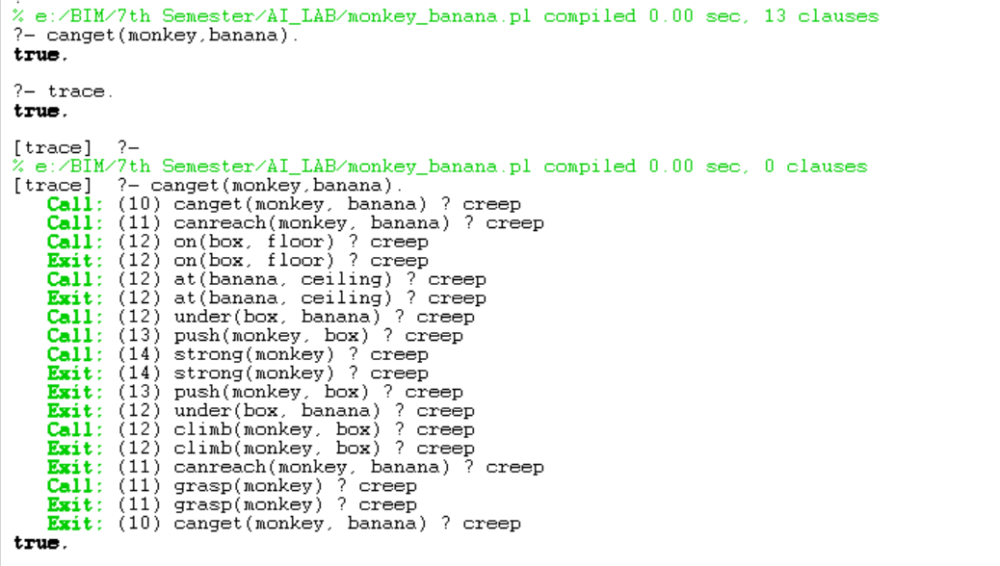 % e:/BIM/7th Semester/AI_LAB/monkey_banana.pl compiled 0.00 sec, 13 clauses
?- canget(monkey,banana).
true.
?- trace.
true.
[trace]  ?-
% e:/BIM/7th Semester/AI_LAB/monkey_banana.pl compiled 0.00 sec, 0 clauses
[trace]  ?- canget(monkey,banana).
   Call: (10) canget(monkey, banana) ? creep
   Call: (11) canreach(monkey, banana) ? creep
   Call: (12) on(box, floor) ? creep
   Exit: (12) on(box, floor) ? creep
   Call: (12) at(banana, ceiling) ? creep
   Exit: (12) at(banana, ceiling) ? creep
   Call: (12) under(box, banana) ? creep
   Call: (13) push(monkey, box) ? creep
   Call: (14) strong(monkey) ? creep
   Exit: (14) strong(monkey) ? creep
   Exit: (13) push(monkey, box) ? creep
   Exit: (12) under(box, banana) ? creep
   Call: (12) climb(monkey, box) ? creep
   Exit: (12) climb(monkey, box) ? creep
   Exit: (11) canreach(monkey, banana) ? creep
   Call: (11) grasp(monkey) ? creep
   Exit: (11) grasp(monkey) ? creep
   Exit: (10) canget(monkey, banana) ? creep
true.